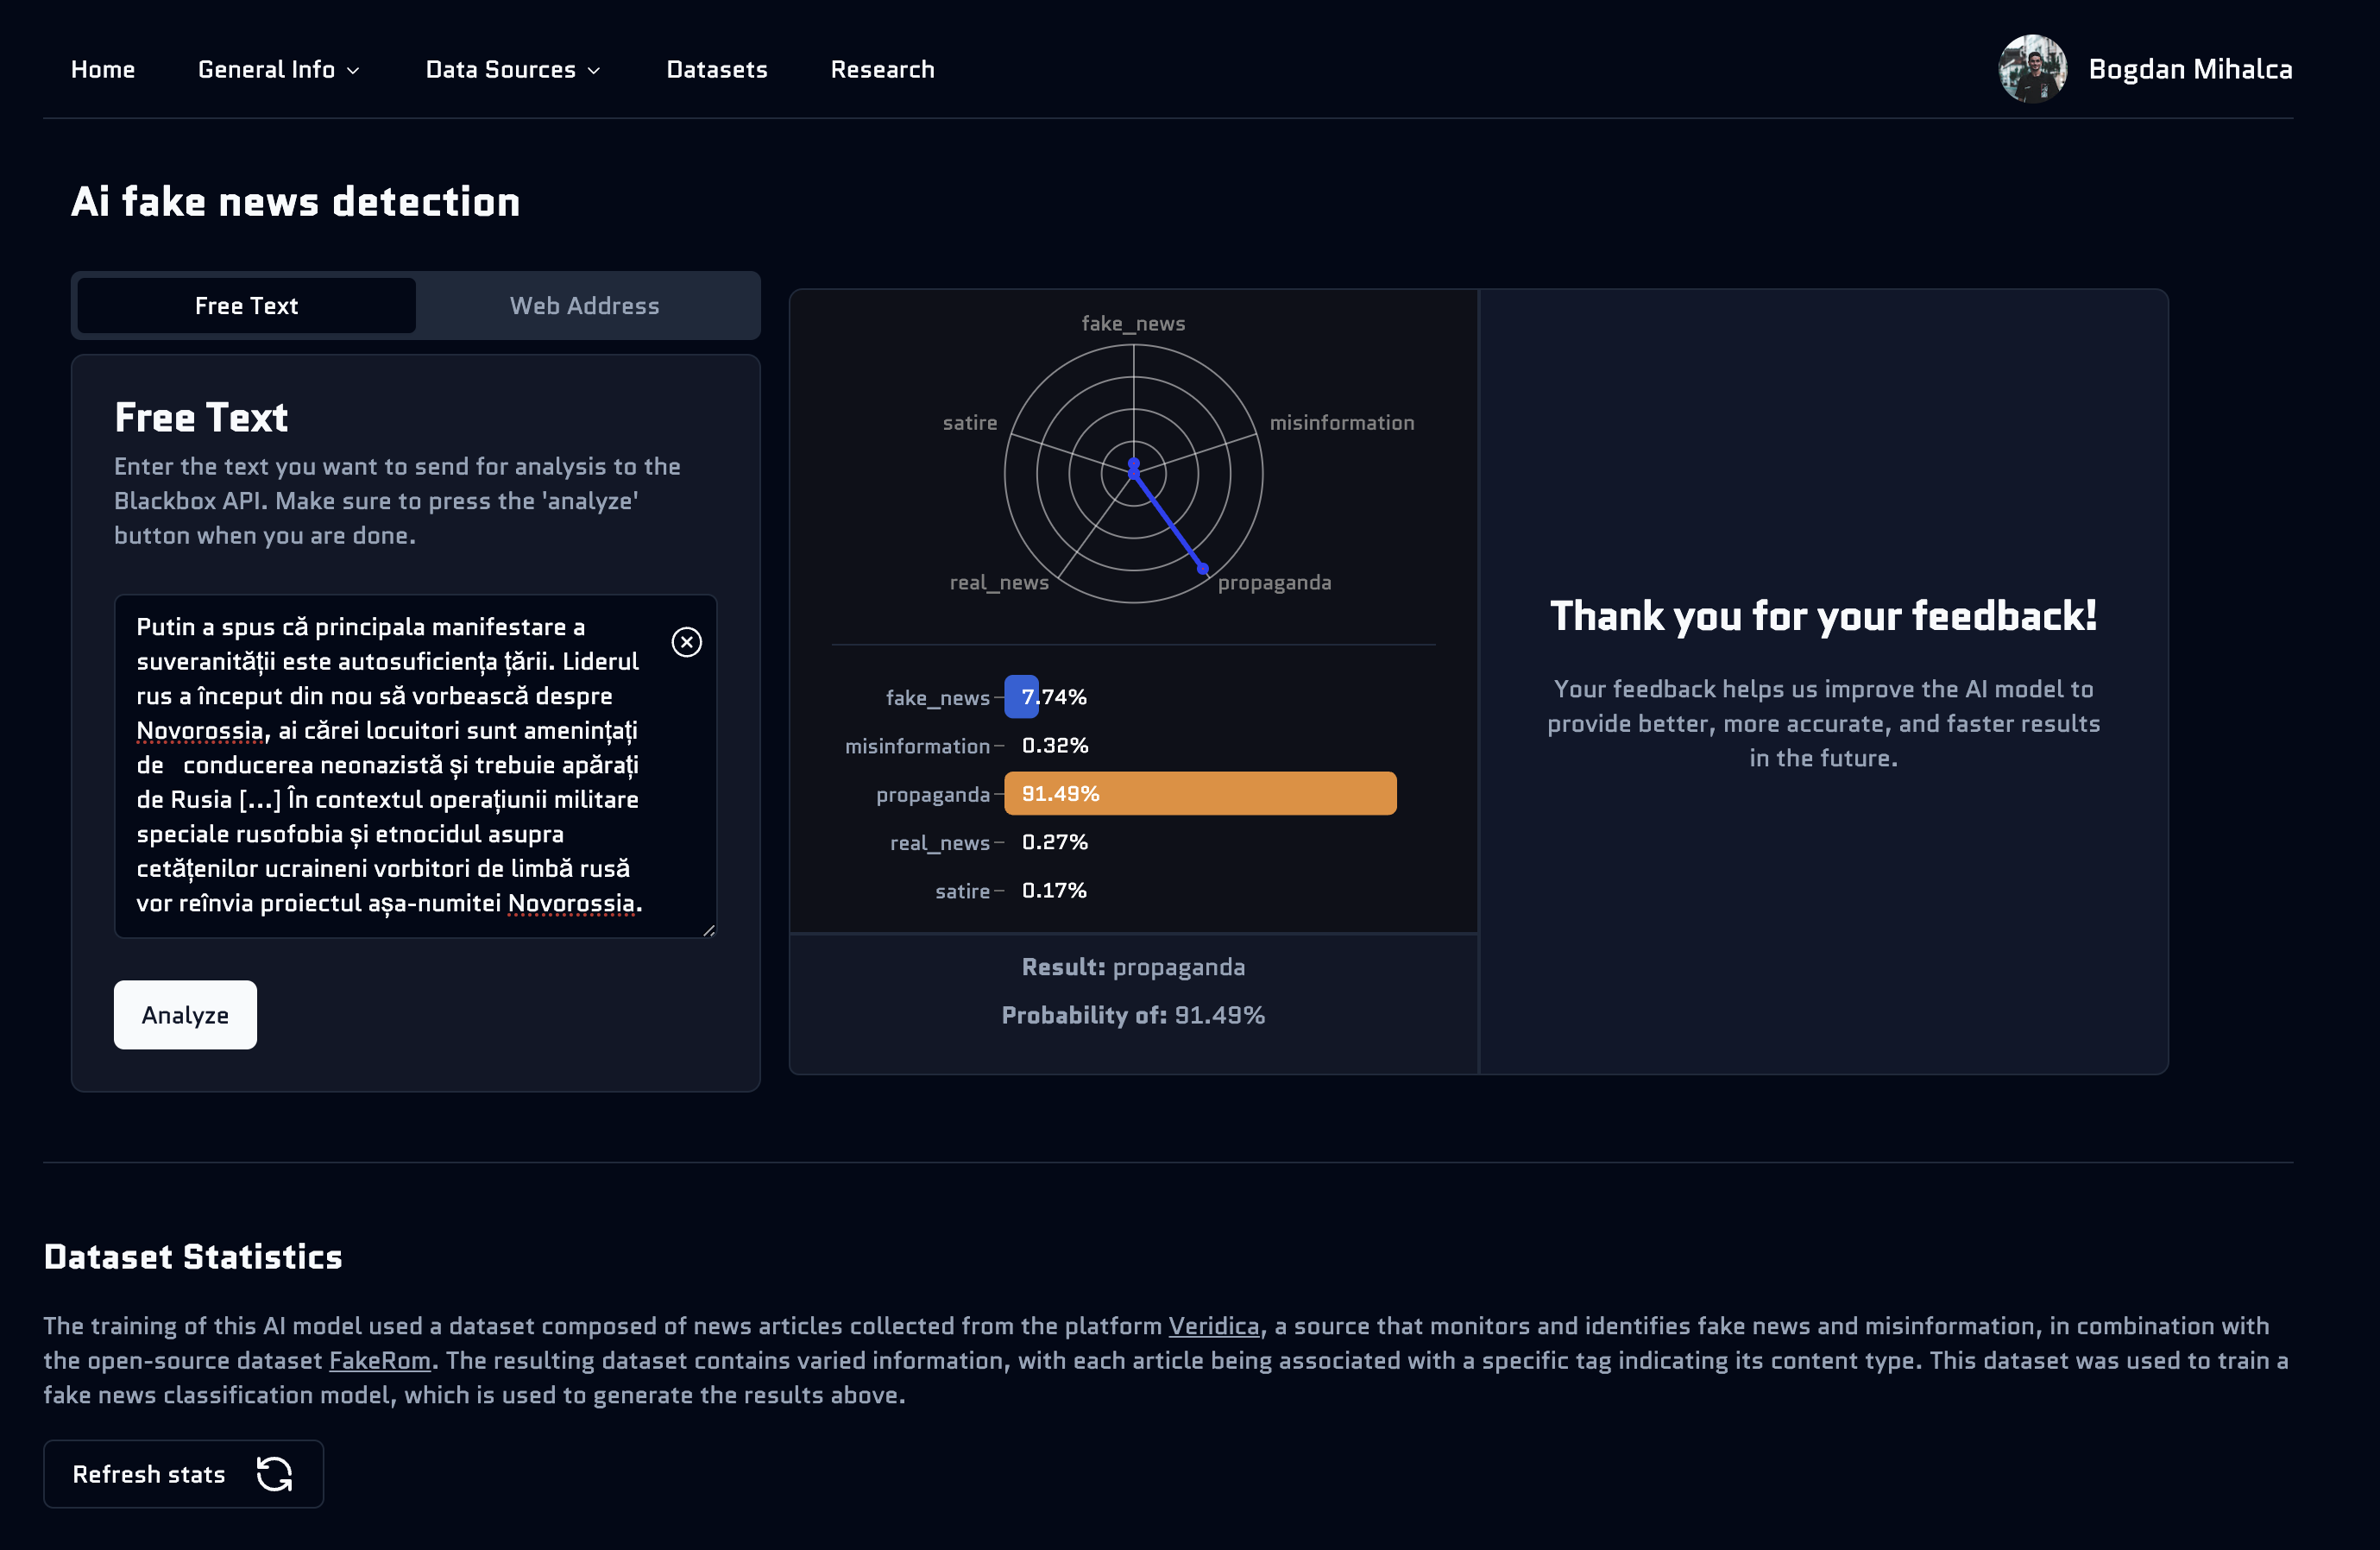 Home General Info Data Sources Datasets Research Bogdan Mihalca
Ai fake news detection
Free Text Web Address
Free Text
Enter the text you want to send for analysis to the
Blackbox API. Make sure to press the 'analyze'
button when you are done.
Putin a spus că principala manifestare a
suveranității este autosuficiența țării. Liderul
rus a început din nou să vorbească despre
Novorossia, ai cărei locuitori sunt amenințați
de   conducerea neonazistă și trebuie apărați
de Rusia [...] În contextul operațiunii militare
speciale rusofobia și etnocidul asupra
cetățenilor ucraineni vorbitori de limbă rusă
vor reînvia proiectul așa-numitei Novorossia.
Analyze
fake_news
satire misinformation
real_news propaganda
fake_news 7.74%
misinformation 0.32%
propaganda 91.49%
real_news 0.27%
satire 0.17%
Result: propaganda
Probability of: 91.49%
Thank you for your feedback!
Your feedback helps us improve the AI model to
provide better, more accurate, and faster results
in the future.
Dataset Statistics
The training of this AI model used a dataset composed of news articles collected from the platform Veridica, a source that monitors and identifies fake news and misinformation, in combination with
the open-source dataset FakeRom. The resulting dataset contains varied information, with each article being associated with a specific tag indicating its content type. This dataset was used to train a
fake news classification model, which is used to generate the results above.
Refresh stats